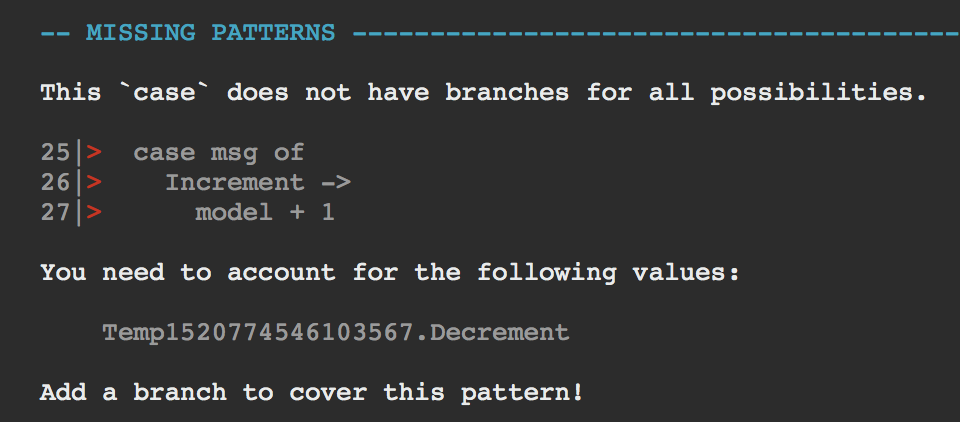 -- MISSING PATTERNS ---------------------------------------
This `case` does not have branches for all possibilities.
25|>  case msg of
26|>    Increment ->
27|>      model + 1
You need to account for the following values:
    Temp1520774546103567.Decrement
Add a branch to cover this pattern!